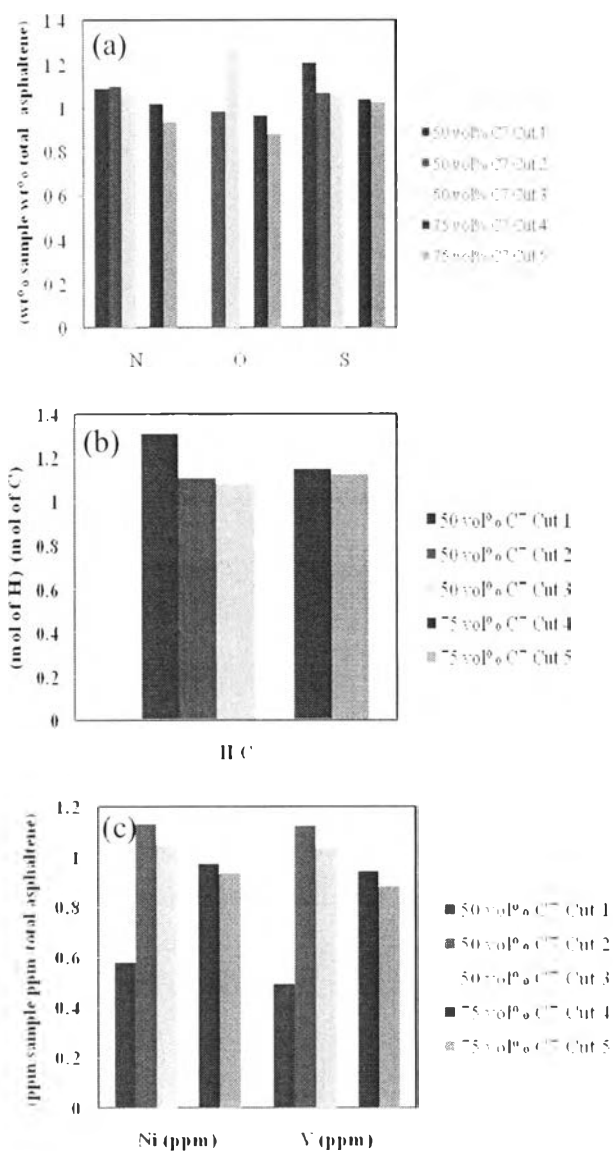 (a)
(wt% sample wt% total asphaltene)
1.4
1.2
1
0.8
0.6
0.4
0.2
0
N O S
50 vol% C7 Cut 1
50 vol% C7 Cut 2
50 vol% C7 Cut 3
75 vol% C7 Cut 4
75 vol% C7 Cut 5
(b)
(mol of H) (mol of C)
1.4
1.2
1
0.8
0.6
0.4
0.2
0
H C
50 vol% C7 Cut 1
50 vol% C7 Cut 2
50 vol% C7 Cut 3
75 vol% C7 Cut 4
75 vol% C7 Cut 5
(c)
(ppm sample ppm total asphaltene)
1.2
1
0.8
0.6
0.4
0.2
0
Ni (ppm) V (ppm)
50 vol% C7 Cut 1
50 vol% C7 Cut 2
50 vol% C7 Cut 3
75 vol% C7 Cut 4
75 vol% C7 Cut 5